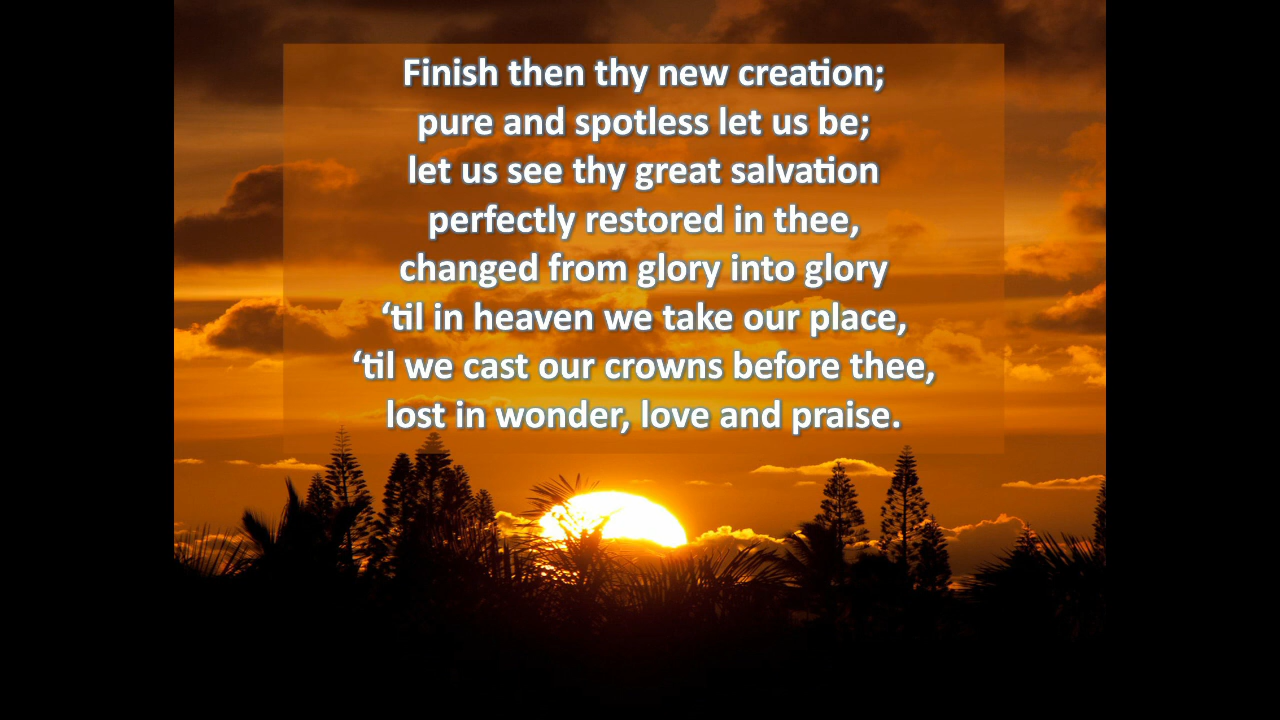 Finish then thy new creation;
pure and spotless let us be;
let us see thy great salvation
perfectly restored in thee,
changed from glory into glory
‘til in heaven we take our place,
‘til we cast our crowns before thee,
lost in wonder, love and praise.